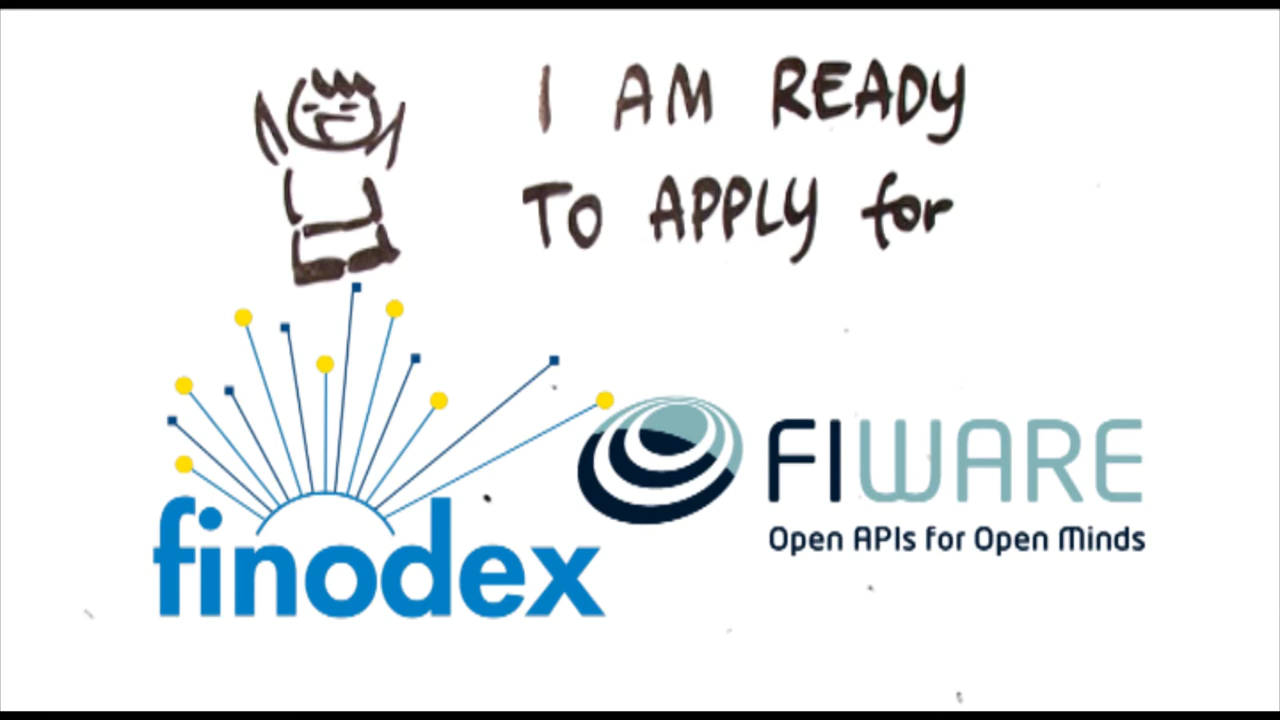 I AM READY
TO APPLY for
finodex
FIWARE
Open APIs for Open Minds